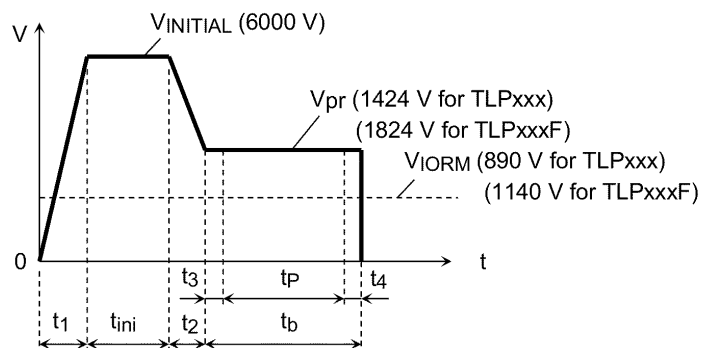 V
VINITIAL (6000 V)
Vpr (1424 V for TLPxxx)
(1824 V for TLPxxxF)
VIORM (890 V for TLPxxx)
(1140 V for TLPxxxF)
0
t
t3
tP
t4
t1
tini
t2
tb